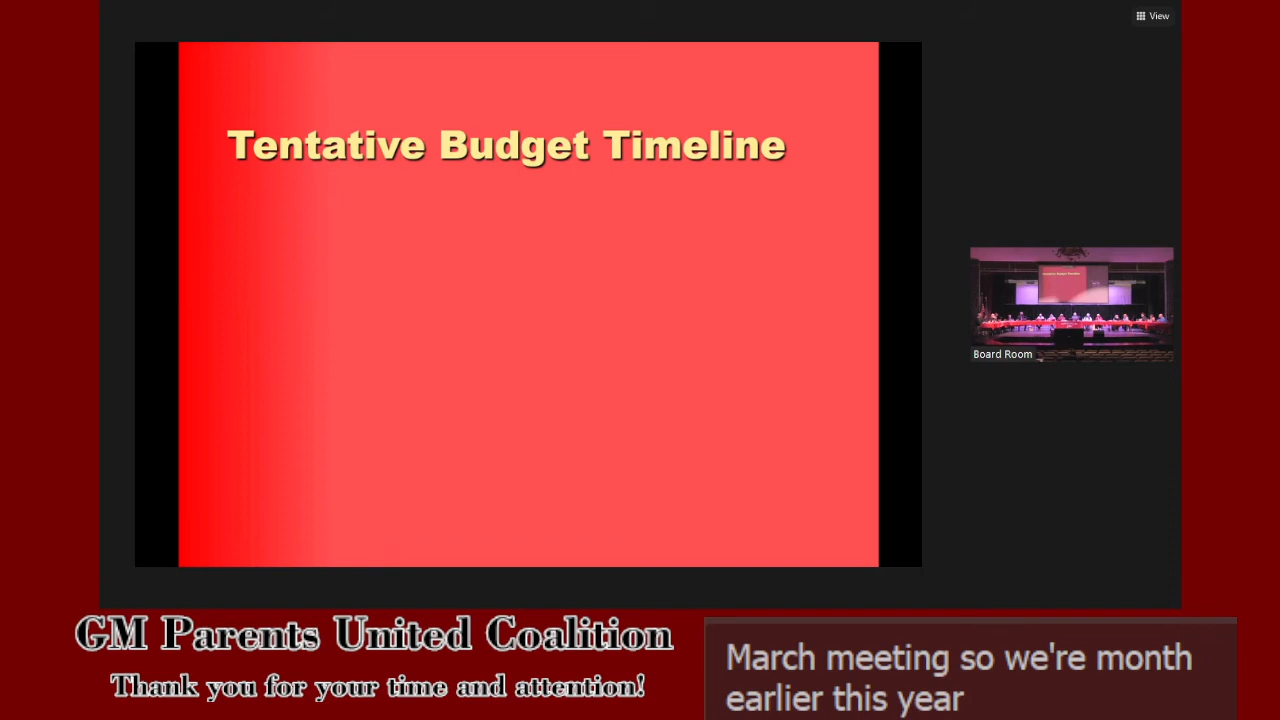 View
Tentative Budget Timeline
Board Room
GM Parents United Coalition
Thank you for your time and attention!
March meeting so we're month
earlier this year